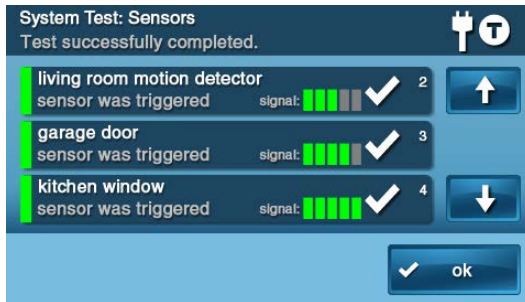 System Test: Sensors
Test successfully completed.
T
living room motion detector
sensor was triggered signal: 2
garage door
sensor was triggered signal: 3
kitchen window
sensor was triggered signal: 4
ok